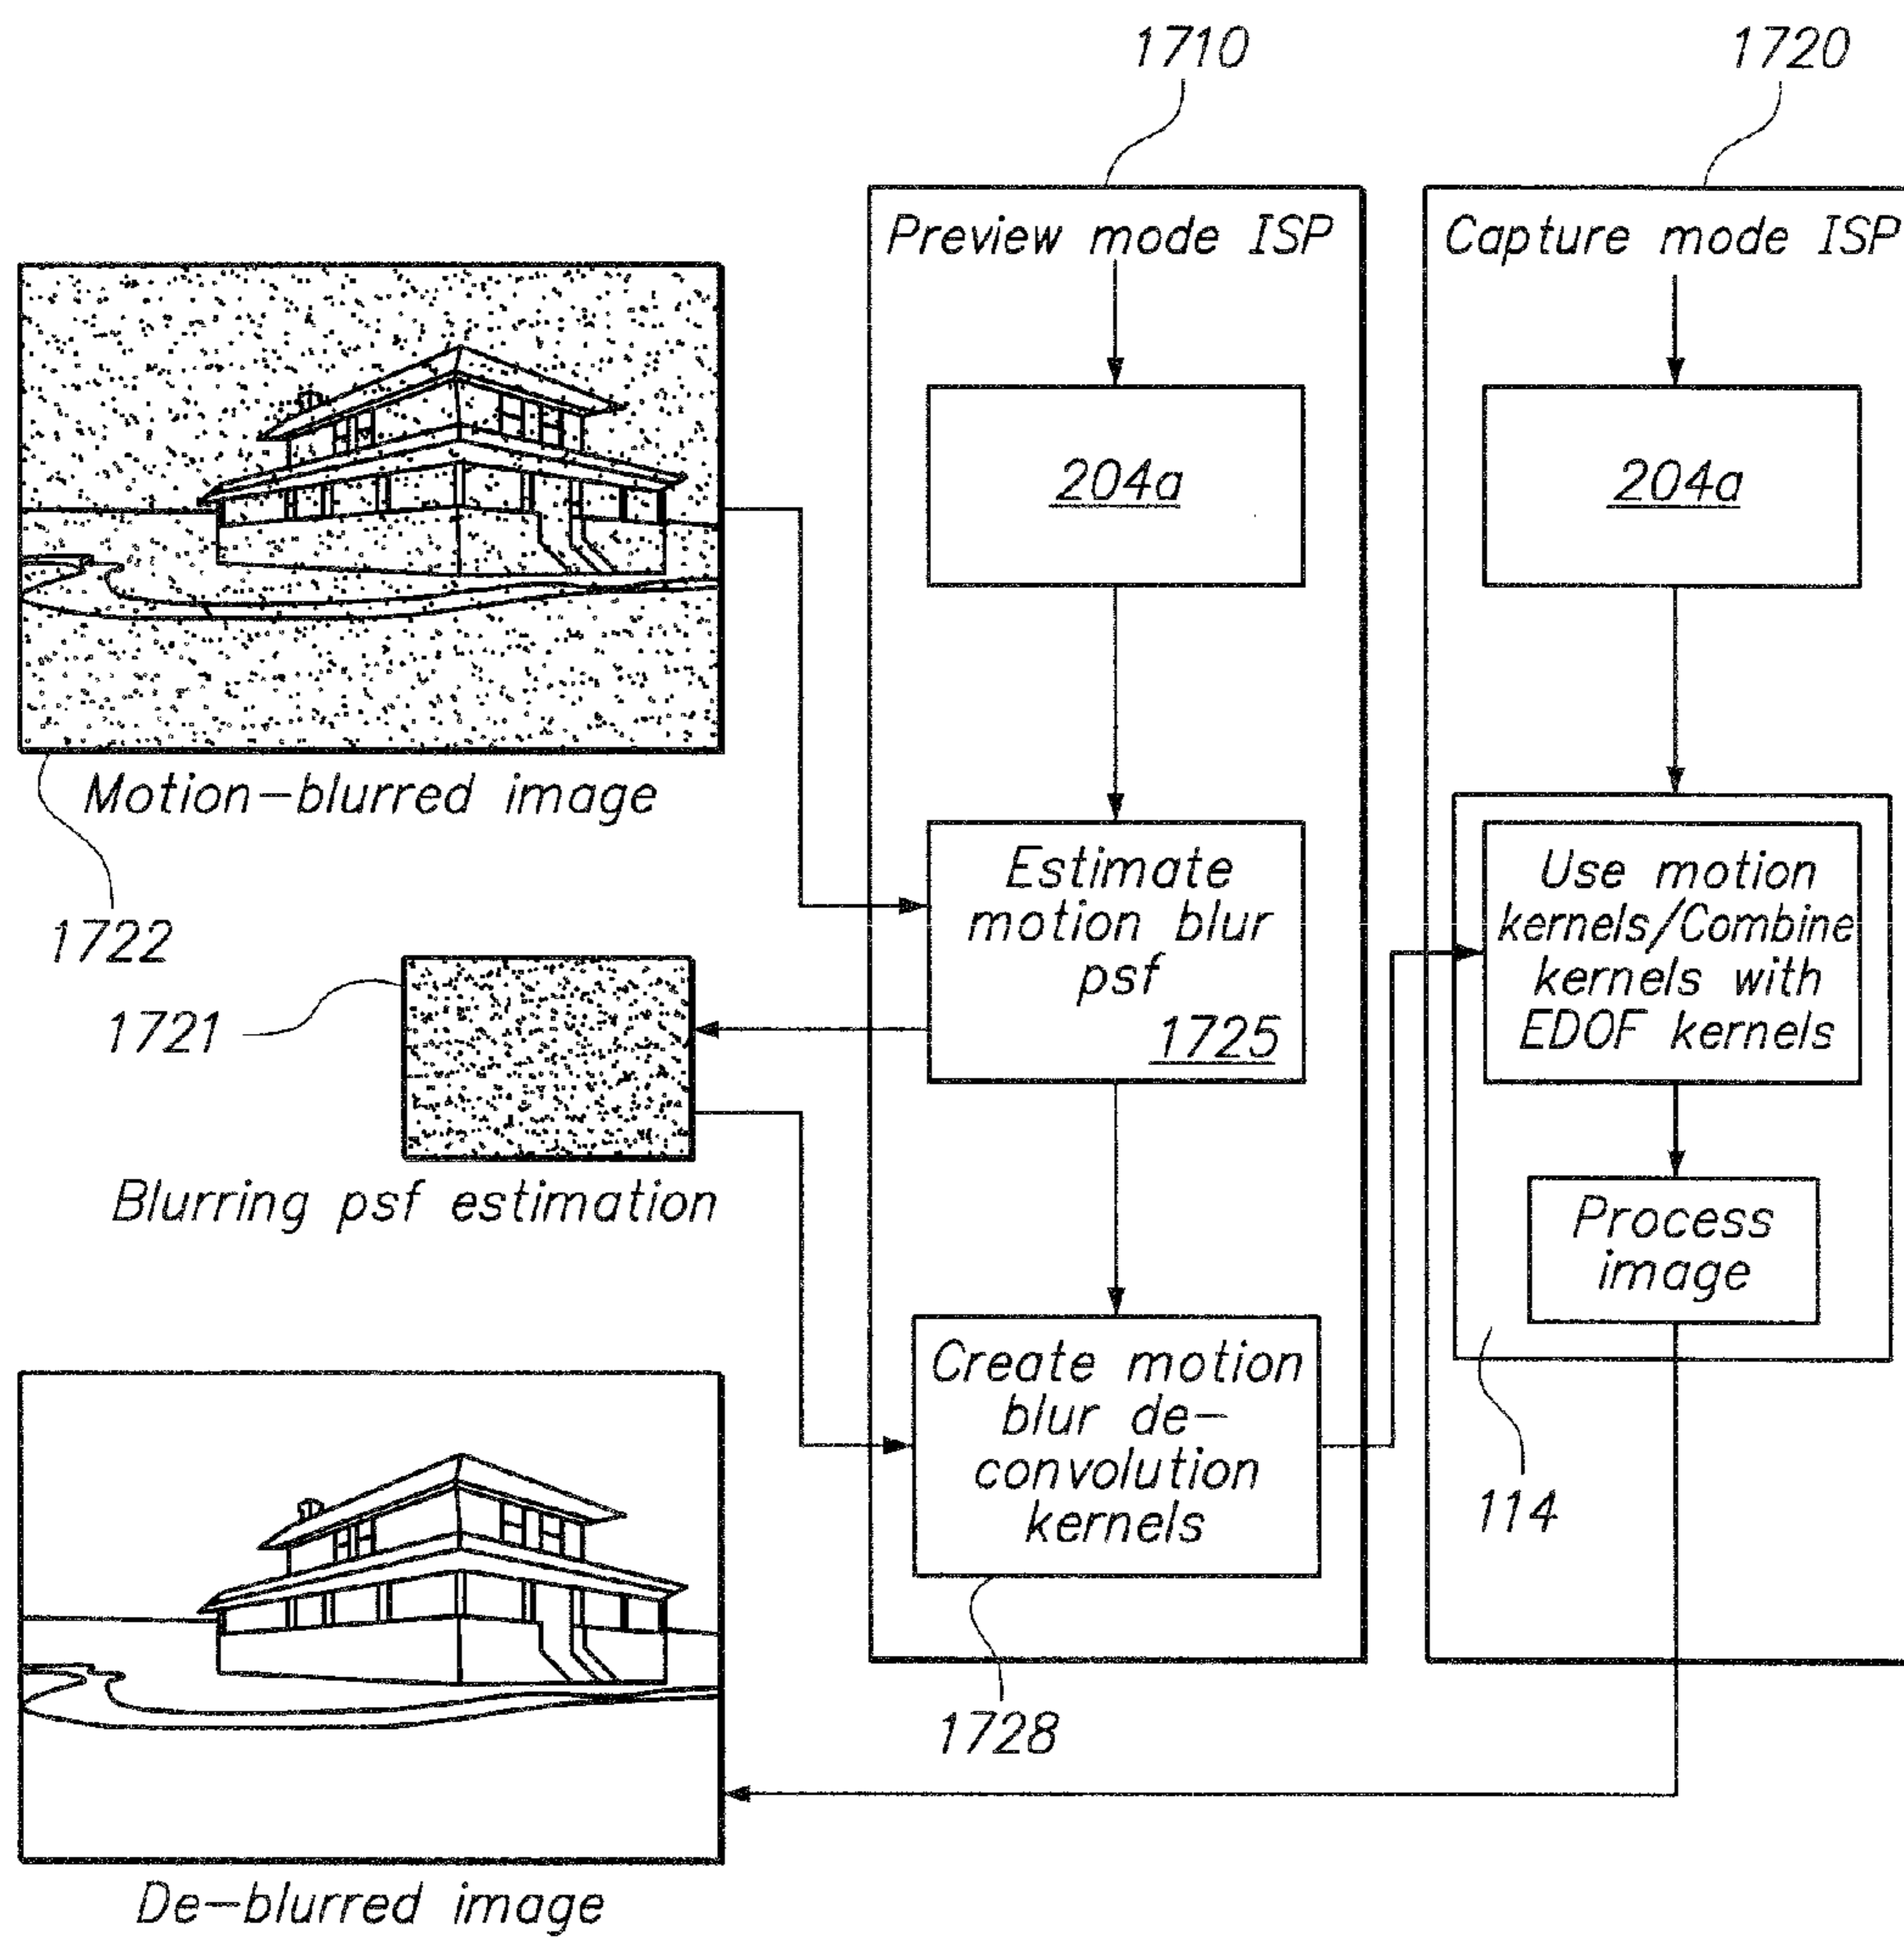 1710
1720
Preview mode ISP
Capture mode ISP
204a
204a
Motion-blurred image
1722
Estimate
motion blur
psf
1725
Use motion
kernels/Combine
kernels with
EDOF kernels
1721
Blurring psf estimation
Process
image
Create motion
blur de-
convolution
kernels
114
1728
De-blurred image